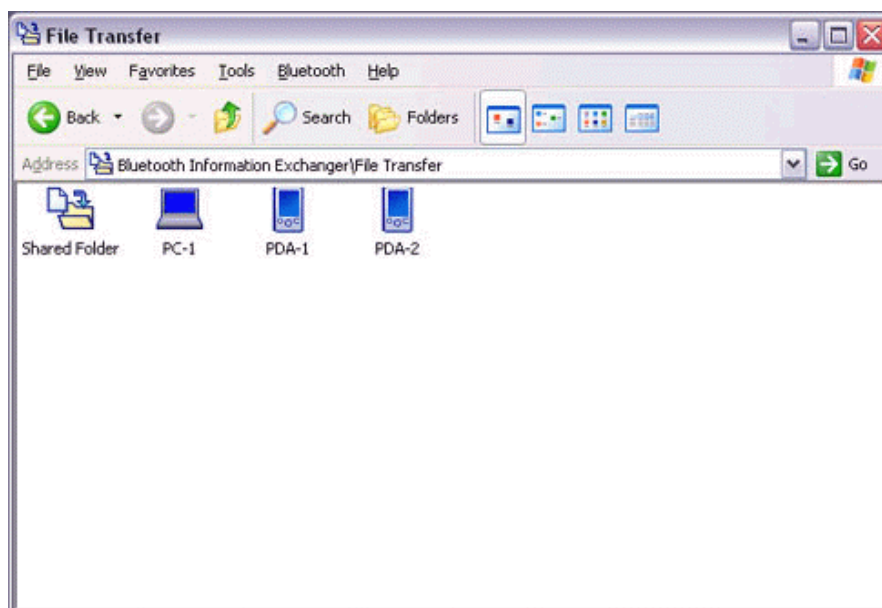 File Transfer
File View Favorites Tools Bluetooth Help
Back Search Folders
Address Bluetooth Information Exchanger\File Transfer Go
Shared Folder PC-1 PDA-1 PDA-2